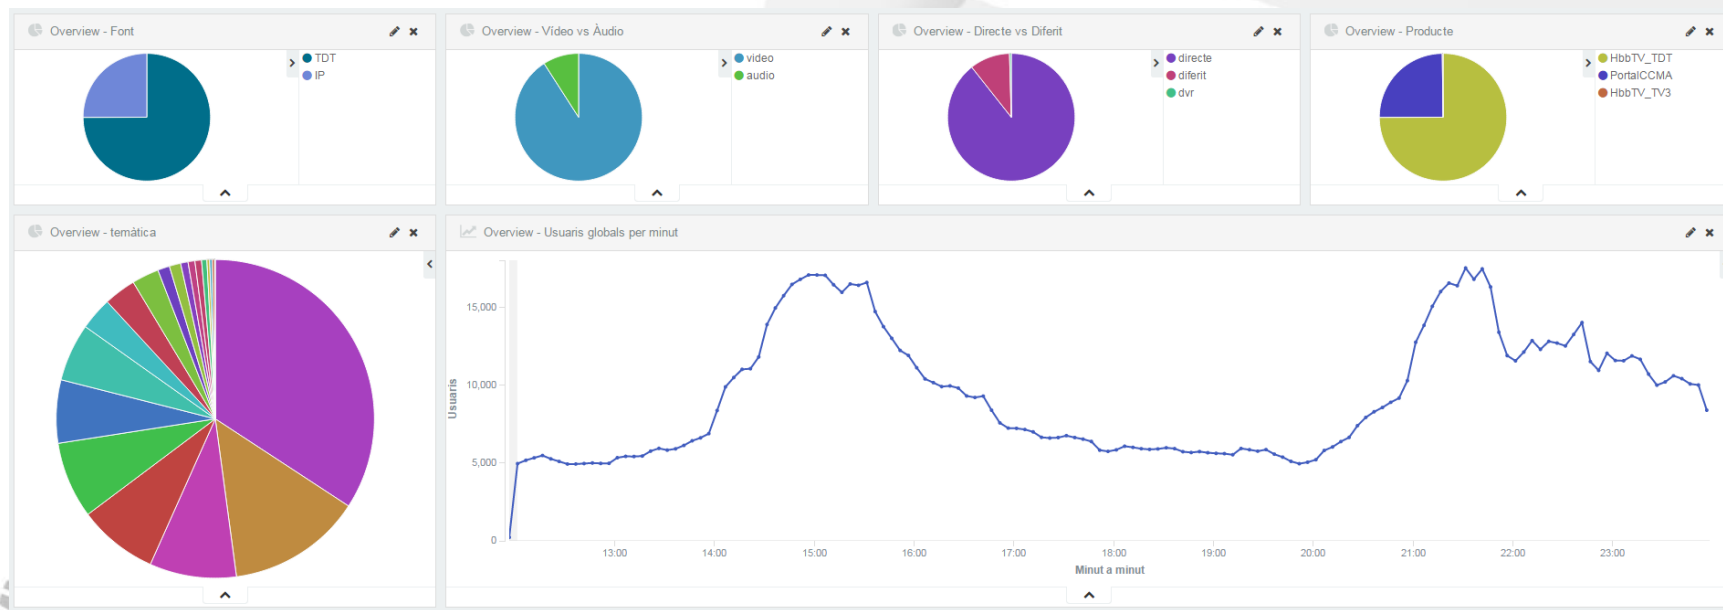 Overview - Font
TDT
IP
Overview - Vídeo vs Àudio
video
audio
Overview - Directe vs Diferit
directe
diferit
dvr
Overview - Producte
HbbTV_TDT
PortalCCMA
HbbTV_TV3
Overview - temàtica
Overview - Usuaris globals per minut
Usuaris
15,000
10,000
5,000
0
13:00 14:00 15:00 16:00 17:00 18:00 19:00 20:00 21:00 22:00 23:00
Minut a minut